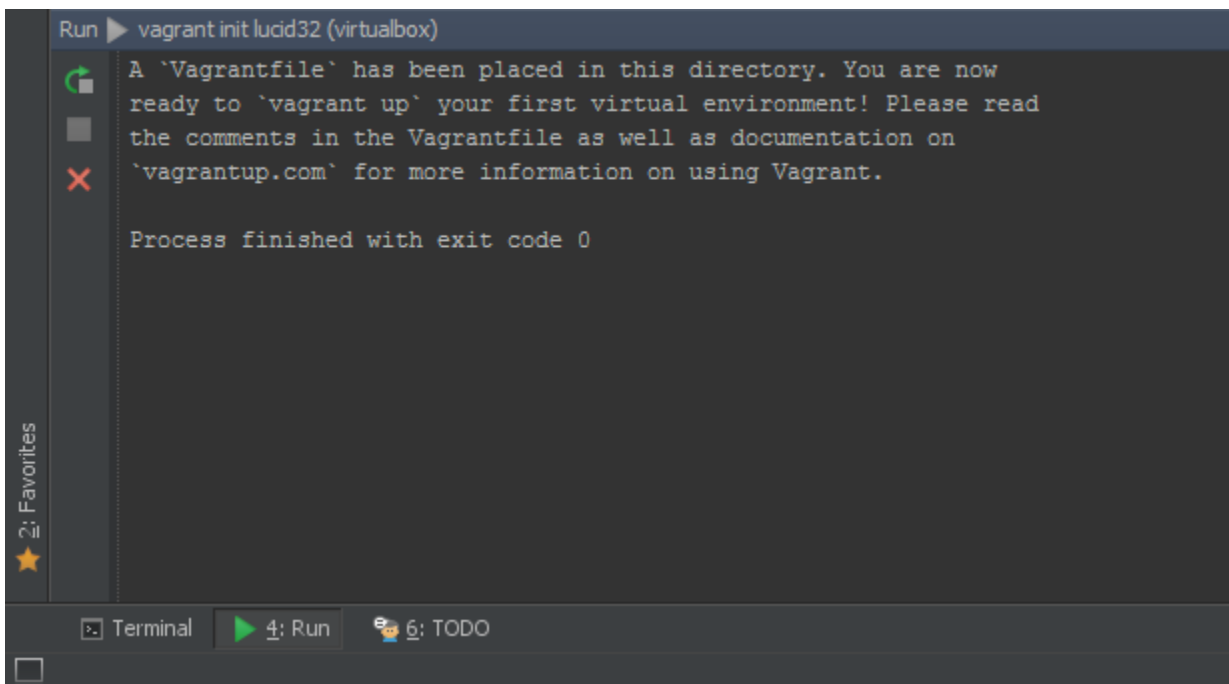 Run vagrant init lucid32 (virtualbox)
A `Vagrantfile` has been placed in this directory. You are now
ready to `vagrant up` your first virtual environment! Please read
the comments in the Vagrantfile as well as documentation on
`vagrantup.com` for more information on using Vagrant.
Process finished with exit code 0
2: Favorites
Terminal 4: Run 6: TODO